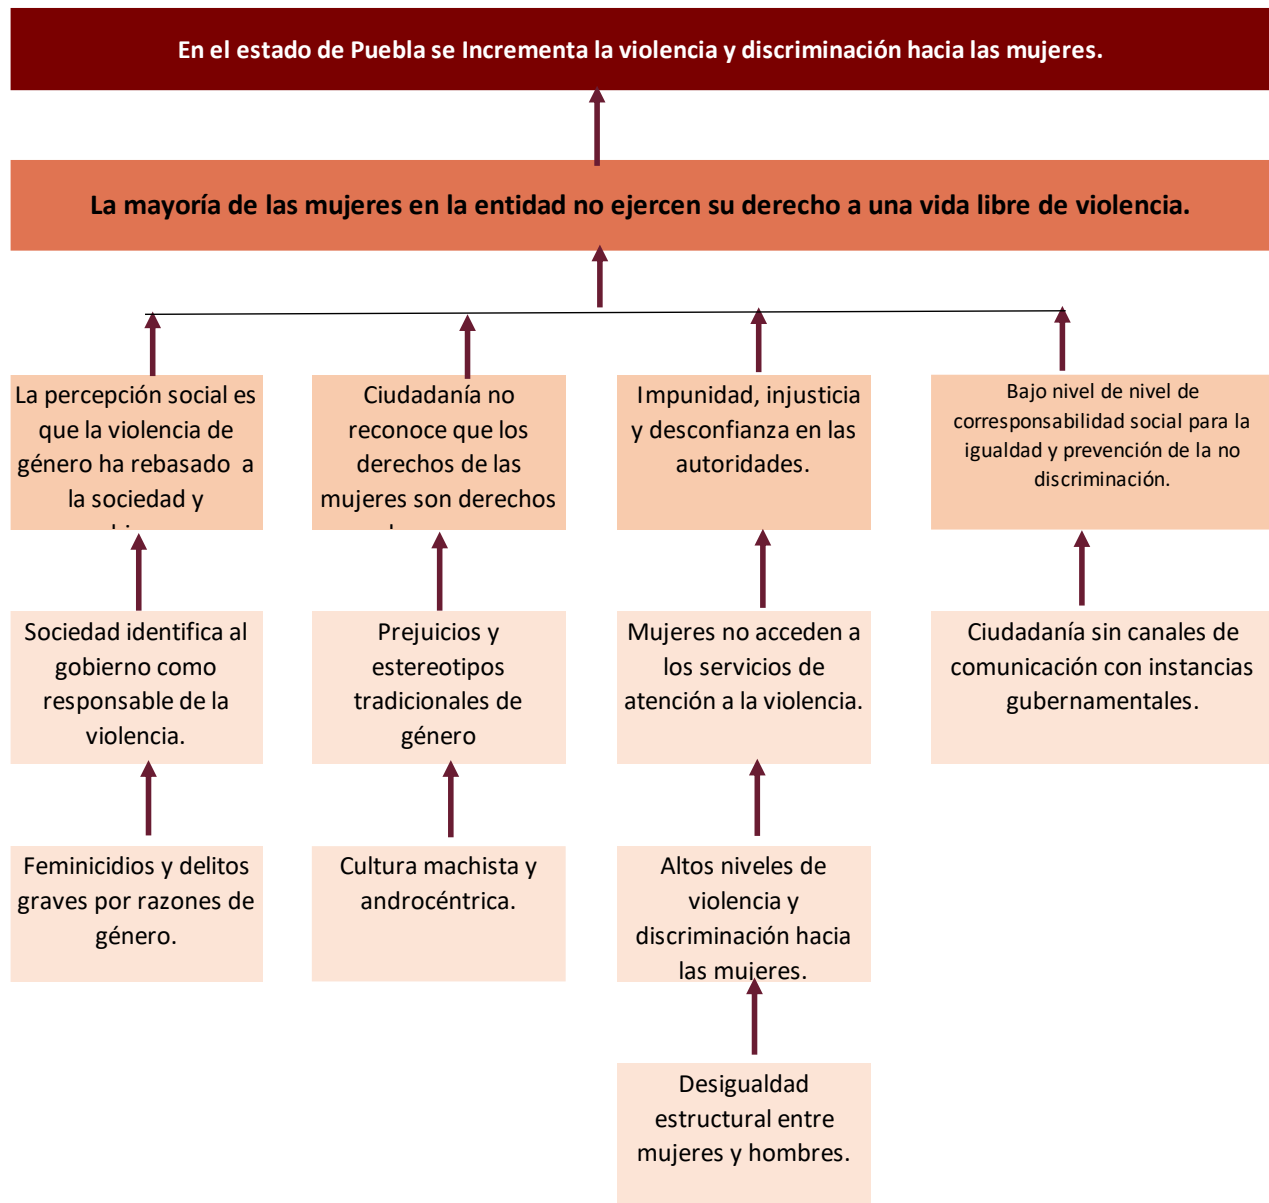 En el estado de Puebla se Incrementa la violencia y discriminación hacia las mujeres.
La mayoría de las mujeres en la entidad no ejercen su derecho a una vida libre de violencia.
La percepción social es
que la violencia de
género ha rebasado a
la sociedad y
Ciudadanía no
reconoce que los
derechos de las
mujeres son derechos
Impunidad, injusticia
y desconfianza en las
autoridades.
Bajo nivel de nivel de
corresponsabilidad social para la
igualdad y prevención de la no
discriminación.
Sociedad identifica al
gobierno como
responsable de la
violencia.
Prejuicios y
estereotipos
tradicionales de
género
Mujeres no acceden a
los servicios de
atención a la violencia.
Ciudadanía sin canales de
comunicación con instancias
gubernamentales.
Feminicidios y delitos
graves por razones de
género.
Cultura machista y
androcéntrica.
Altos niveles de
violencia y
discriminación hacia
las mujeres.
Desigualdad
estructural entre
mujeres y hombres.